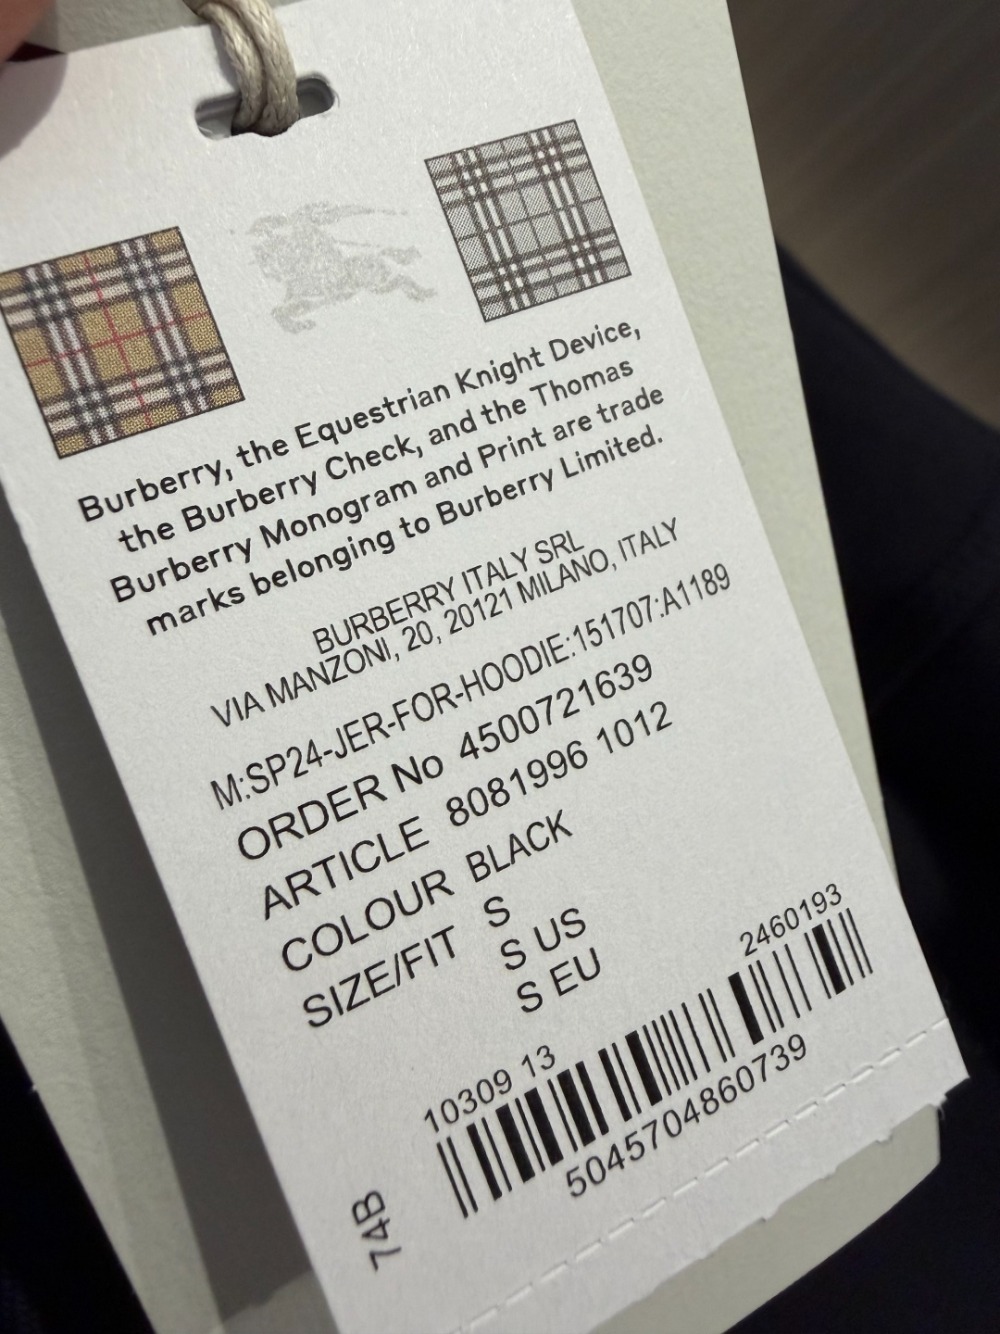 Burberry, the Equestrian Knight Device,
the Burberry Check, and the Thomas
Burberry Monogram and Print are trade
marks belonging to Burberry Limited.
BURBERRY ITALY SRL
VIA MANZONI, 20, 20121 MILANO, ITALY
M:SP24-JER-FOR-HOODIE:151707:A1189
ORDER No 4500721639
ARTICLE 8081996 1012
COLOUR BLACK
SIZE/FIT S
S US
S EU
10309 13 2460193
5045704860739
74B